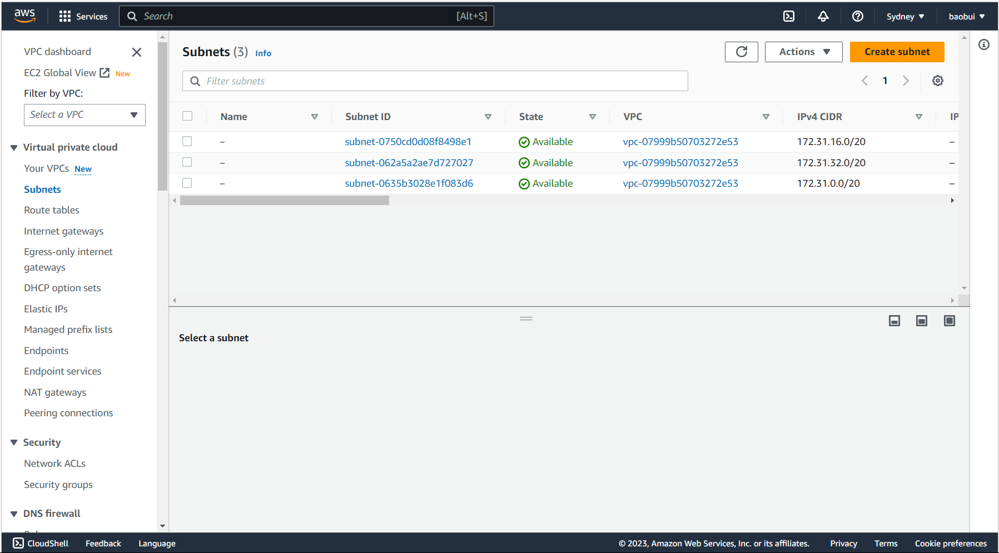 aws Services Search [Alt+S] Sydney baobui
VPC dashboard
EC2 Global View New
Filter by VPC:
Select a VPC
Virtual private cloud
Your VPCs New
Subnets
Route tables
Internet gateways
Egress-only internet
gateways
DHCP option sets
Elastic IPs
Managed prefix lists
Endpoints
Endpoint services
NAT gateways
Peering connections
Security
Network ACLs
Security groups
DNS firewall
Subnets (3) Info Actions Create subnet
Filter subnets 1
Name Subnet ID State VPC IPv4 CIDR IP
– subnet-0750cd0d08f8498e1 Available vpc-07999b50703272e53 172.31.16.0/20 –
– subnet-062a5a2ae7d727027 Available vpc-07999b50703272e53 172.31.32.0/20 –
– subnet-0635b3028e1f083d6 Available vpc-07999b50703272e53 172.31.0.0/20 –
Select a subnet
CloudShell Feedback Language © 2023, Amazon Web Services, Inc. or its affiliates. Privacy Terms Cookie preferences